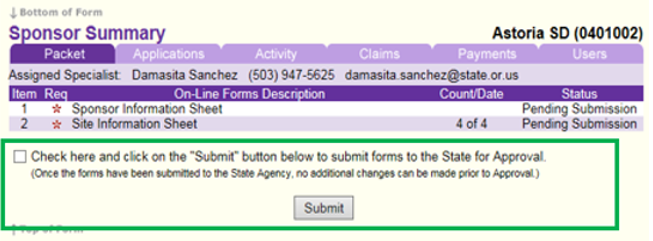 ↓ Bottom of Form
Sponsor Summary Astoria SD (0401002)
Packet Applications Activity Claims Payments Users
Assigned Specialist: Damasita Sanchez (503) 947-5625 damasita.sanchez@state.or.us
Item Req On-Line Forms Description Count/Date Status
1 * Sponsor Information Sheet Pending Submission
2 * Site Information Sheet 4 of 4 Pending Submission
Check here and click on the "Submit" button below to submit forms to the State for Approval.
(Once the forms have been submitted to the State Agency, no additional changes can be made prior to Approval.)
Submit
↑ Top of Form